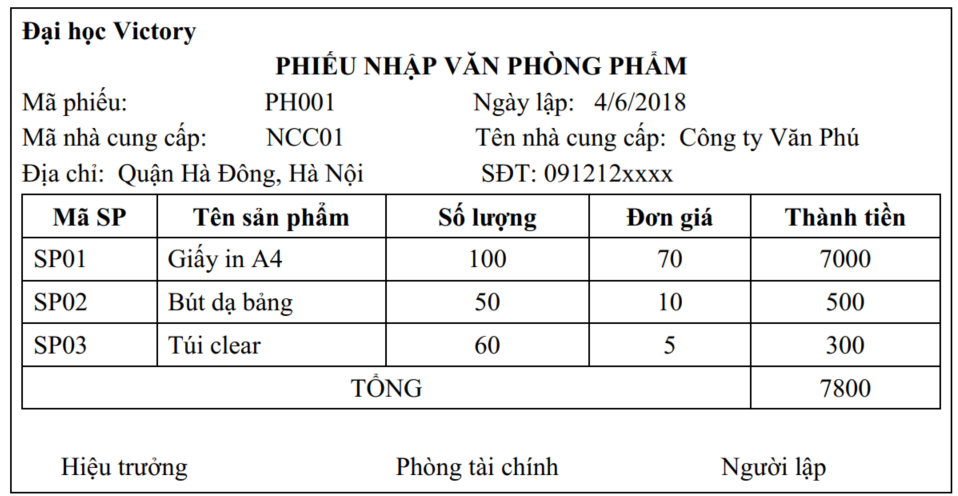 Đại học Victory
PHIẾU NHẬP VĂN PHÒNG PHẨM
Mã phiếu: PH001 Ngày lập: 4/6/2018
Mã nhà cung cấp: NCC01 Tên nhà cung cấp: Công ty Văn Phú
Địa chỉ: Quận Hà Đông, Hà Nội SĐT: 091212xxxx
Mã SP Tên sản phẩm Số lượng Đơn giá Thành tiền
SP01 Giấy in A4 100 70 7000
SP02 Bút dạ bảng 50 10 500
SP03 Túi clear 60 5 300
TỔNG 7800
Hiệu trưởng Phòng tài chính Người lập